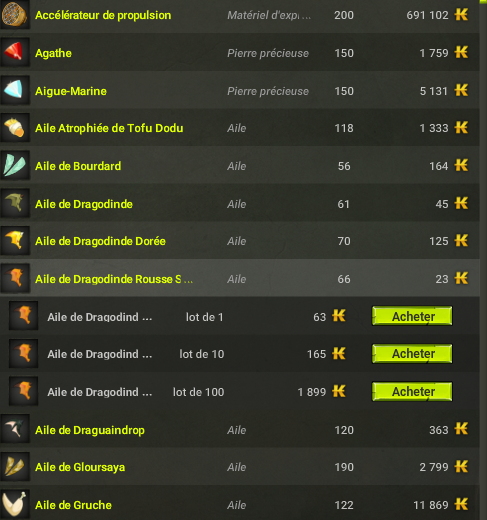 Accélérateur de propulsion Matériel d'expl ... 200 691 102
Agathe Pierre précieuse 150 1 759
Aigue-Marine Pierre précieuse 150 5 131
Aile Atrophiée de Tofu Dodu Aile 118 1 333
Aile de Bourdard Aile 56 164
Aile de Dragodinde Aile 61 45
Aile de Dragodinde Dorée Aile 70 125
Aile de Dragodinde Rousse S ... Aile 66 23
Aile de Dragodind ... lot de 1 63 Acheter
Aile de Dragodind ... lot de 10 165 Acheter
Aile de Dragodind ... lot de 100 1 899 Acheter
Aile de Draguaindrop Aile 120 363
Aile de Gloursaya Aile 190 2 799
Aile de Gruche Aile 122 11 869